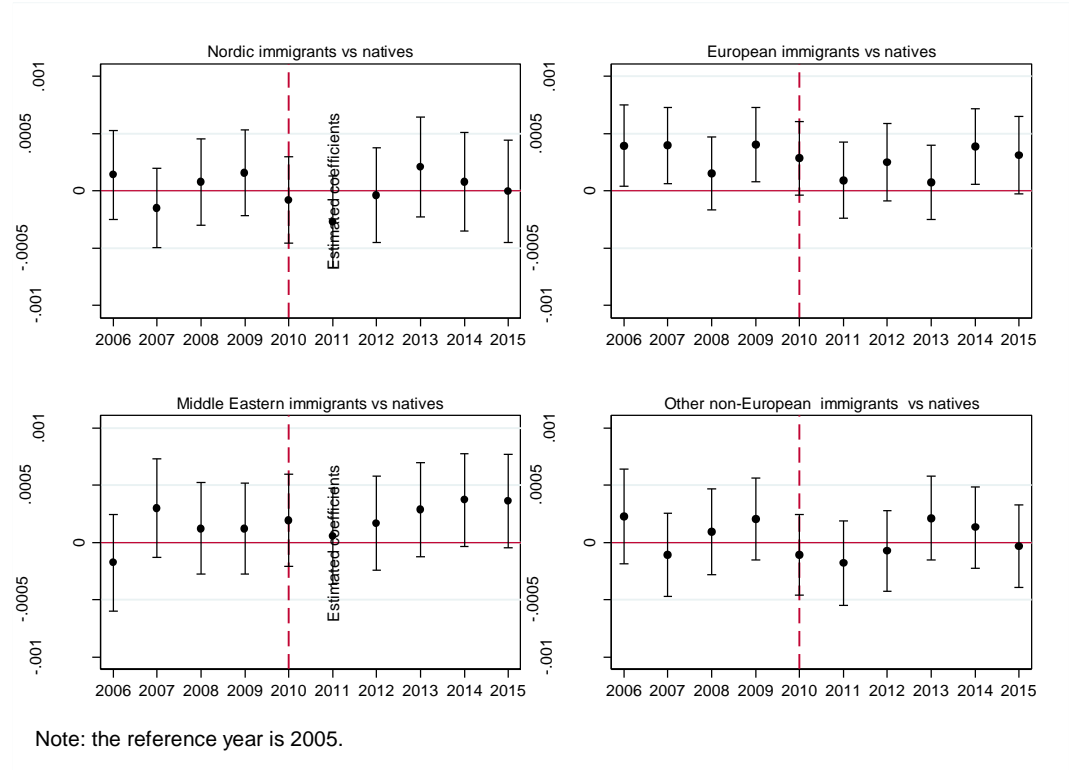 Nordic immigrants vs natives
.001
.0005
0
-.0005
-.001
Estimated coefficients
2006 2007 2008 2009 2010 2011 2012 2013 2014 2015
European immigrants vs natives
.001
.0005
0
-.0005
-.001
2006 2007 2008 2009 2010 2011 2012 2013 2014 2015
Middle Eastern immigrants vs natives
.001
.0005
0
-.0005
-.001
Estimated coefficients
2006 2007 2008 2009 2010 2011 2012 2013 2014 2015
Other non-European  immigrants  vs natives
.001
.0005
0
-.0005
-.001
2006 2007 2008 2009 2010 2011 2012 2013 2014 2015
Note: the reference year is 2005.